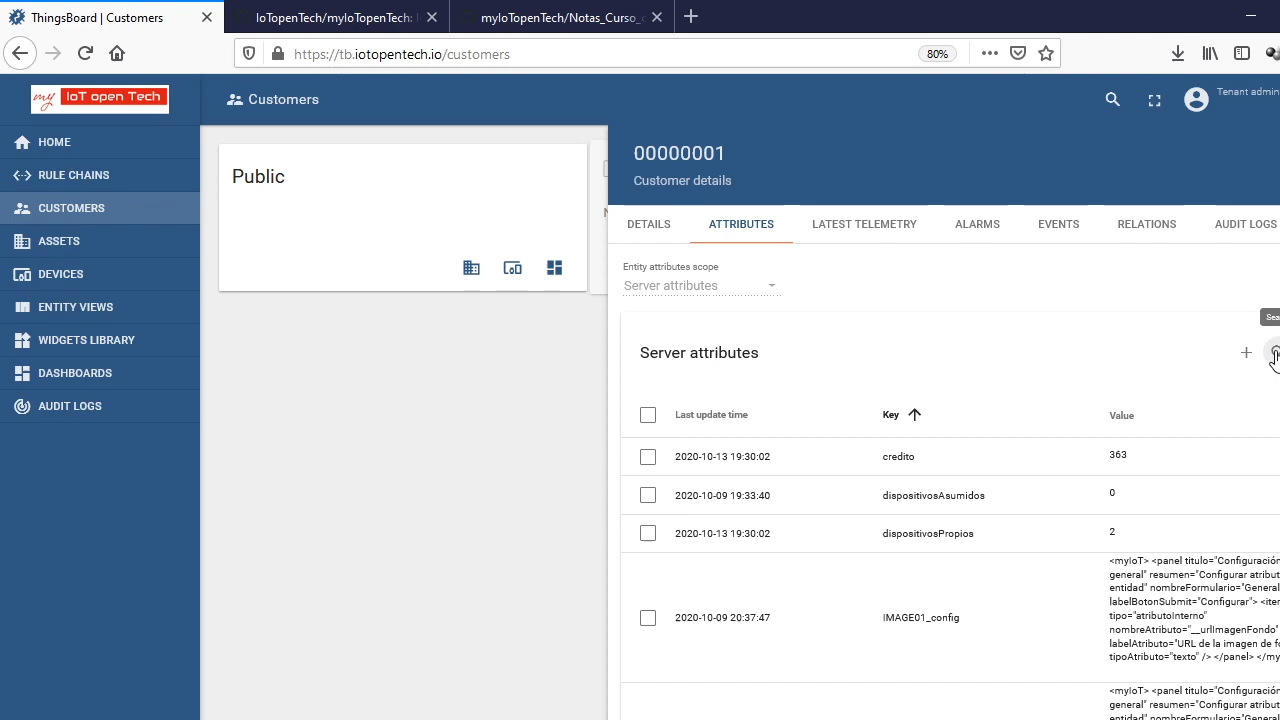 ThingsBoard | Customers
IoTopenTech/myIoTopenTech:
myIoTopenTech/Notas_Curso_
https://tb.iotopentech.io/customers
80%
my IoT open Tech
Customers
Tenant admin
HOME
RULE CHAINS
CUSTOMERS
ASSETS
DEVICES
ENTITY VIEWS
WIDGETS LIBRARY
DASHBOARDS
AUDIT LOGS
Public
00000001
Customer details
DETAILS
ATTRIBUTES
LATEST TELEMETRY
ALARMS
EVENTS
RELATIONS
AUDIT LOGS
Entity attributes scope
Server attributes
Sea
Server attributes
Last update time
Key
Value
2020-10-13 19:30:02
credito
363
2020-10-09 19:33:40
dispositivosAsumidos
0
2020-10-13 19:30:02
dispositivosPropios
2
2020-10-09 20:37:47
IMAGE01_config
<myIoT> <panel titulo="Configuración
general" resumen="Configurar atribut
entidad" nombreFormulario="General
labelBotonSubmit="Configurar"> <iter
tipo="atributoInterno"
nombreAtributo="__urlImagenFondo"
labelAtributo="URL de la imagen de fo
tipoAtributo="texto" /> </panel> </my
<myIoT> <panel titulo="Configuración
general" resumen="Configurar atribut
entidad" nombreFormulario="General